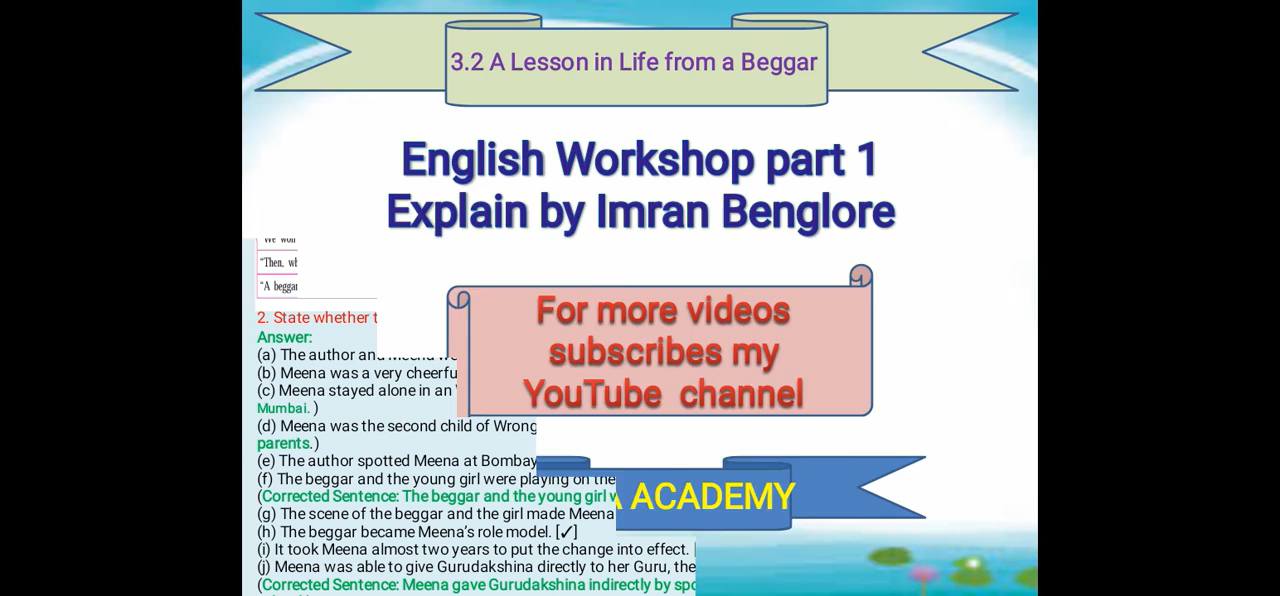 3.2 A Lesson in Life from a Beggar
English Workshop part 1
Explain by Imran Benglore
"Then, wh
"A beggar
For more videos
subscribes my
YouTube channel
2. State whether t
Answer:
(a) The author and Meena we
(b) Meena was a very cheerfu
(c) Meena stayed alone in an
Mumbai. )
(d) Meena was the second child of Wrong
parents.)
(e) The author spotted Meena at Bombay
(f) The beggar and the young girl were playing on the
(Corrected Sentence: The beggar and the young girl w
ACADEMY
(g) The scene of the beggar and the girl made Meena
(h) The beggar became Meena's role model. [✓]
(i) It took Meena almost two years to put the change into effect.
(j) Meena was able to give Gurudakshina directly to her Guru, the
(Corrected Sentence: Meena gave Gurudakshina indirectly by spo